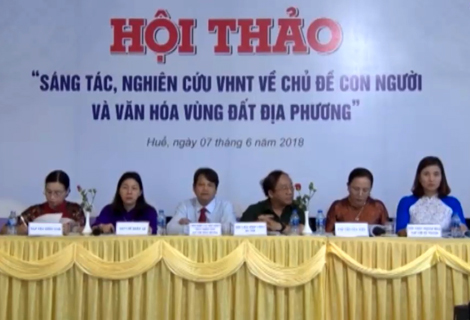 HỘI THẢO
“SÁNG TÁC, NGHIÊN CỨU VHNT VỀ CHỦ ĐỀ CON NGƯỜI
VÀ VĂN HÓA VÙNG ĐẤT ĐỊA PHƯƠNG”
Huế, ngày 07 tháng 6 năm 2018